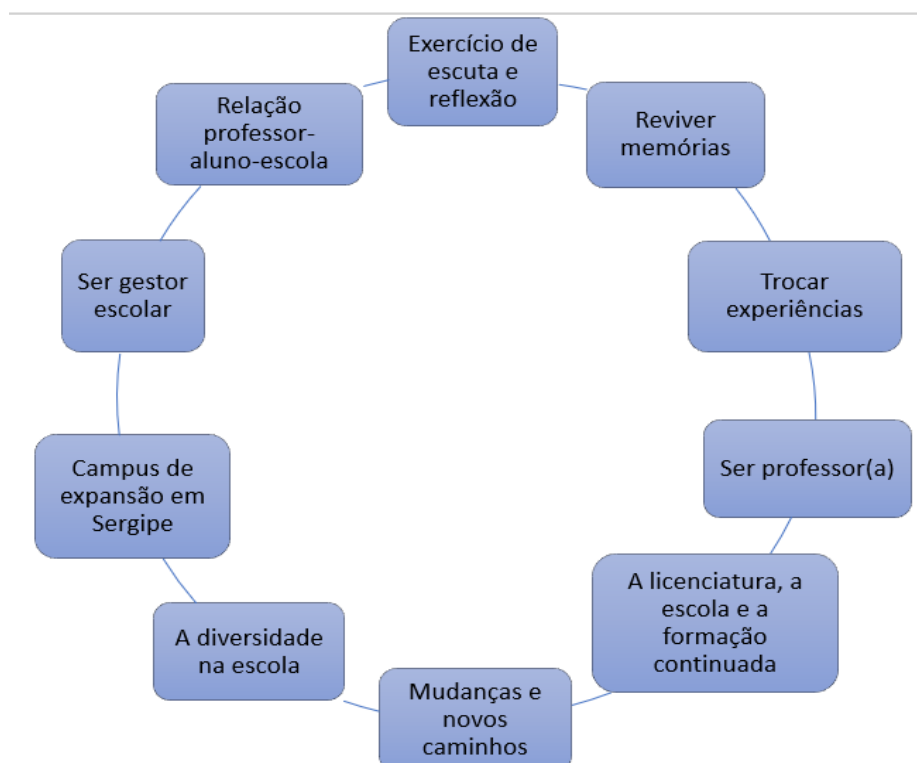 Exercício de
escuta e
reflexão
Reviver
memórias
Trocar
experiências
Ser professor(a)
A licenciatura, a
escola e a
formação
continuada
Mudanças e
novos
caminhos
A diversidade
na escola
Campus de
expansão em
Sergipe
Ser gestor
escolar
Relação
professor-
aluno-escola